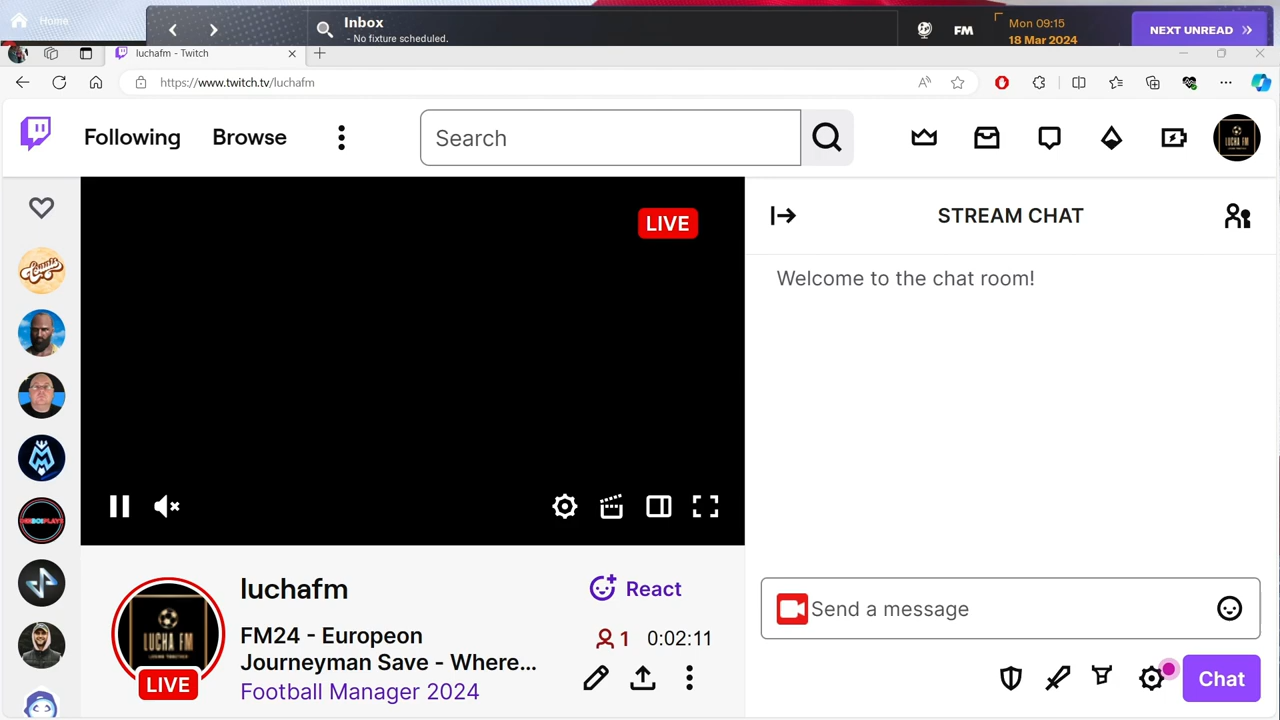 Home
Inbox
- No fixture scheduled.
FM
Mon 09:15
18 Mar 2024
NEXT UNREAD
luchafm - Twitch
https://www.twitch.tv/luchafm
Following
Browse
Search
LIVE
STREAM CHAT
Welcome to the chat room!
luchafm
React
FM24 - Europeon
Journeyman Save - Where...
1
0:02:11
Football Manager 2024
LUCHA FM
LIVE
Send a message
Chat